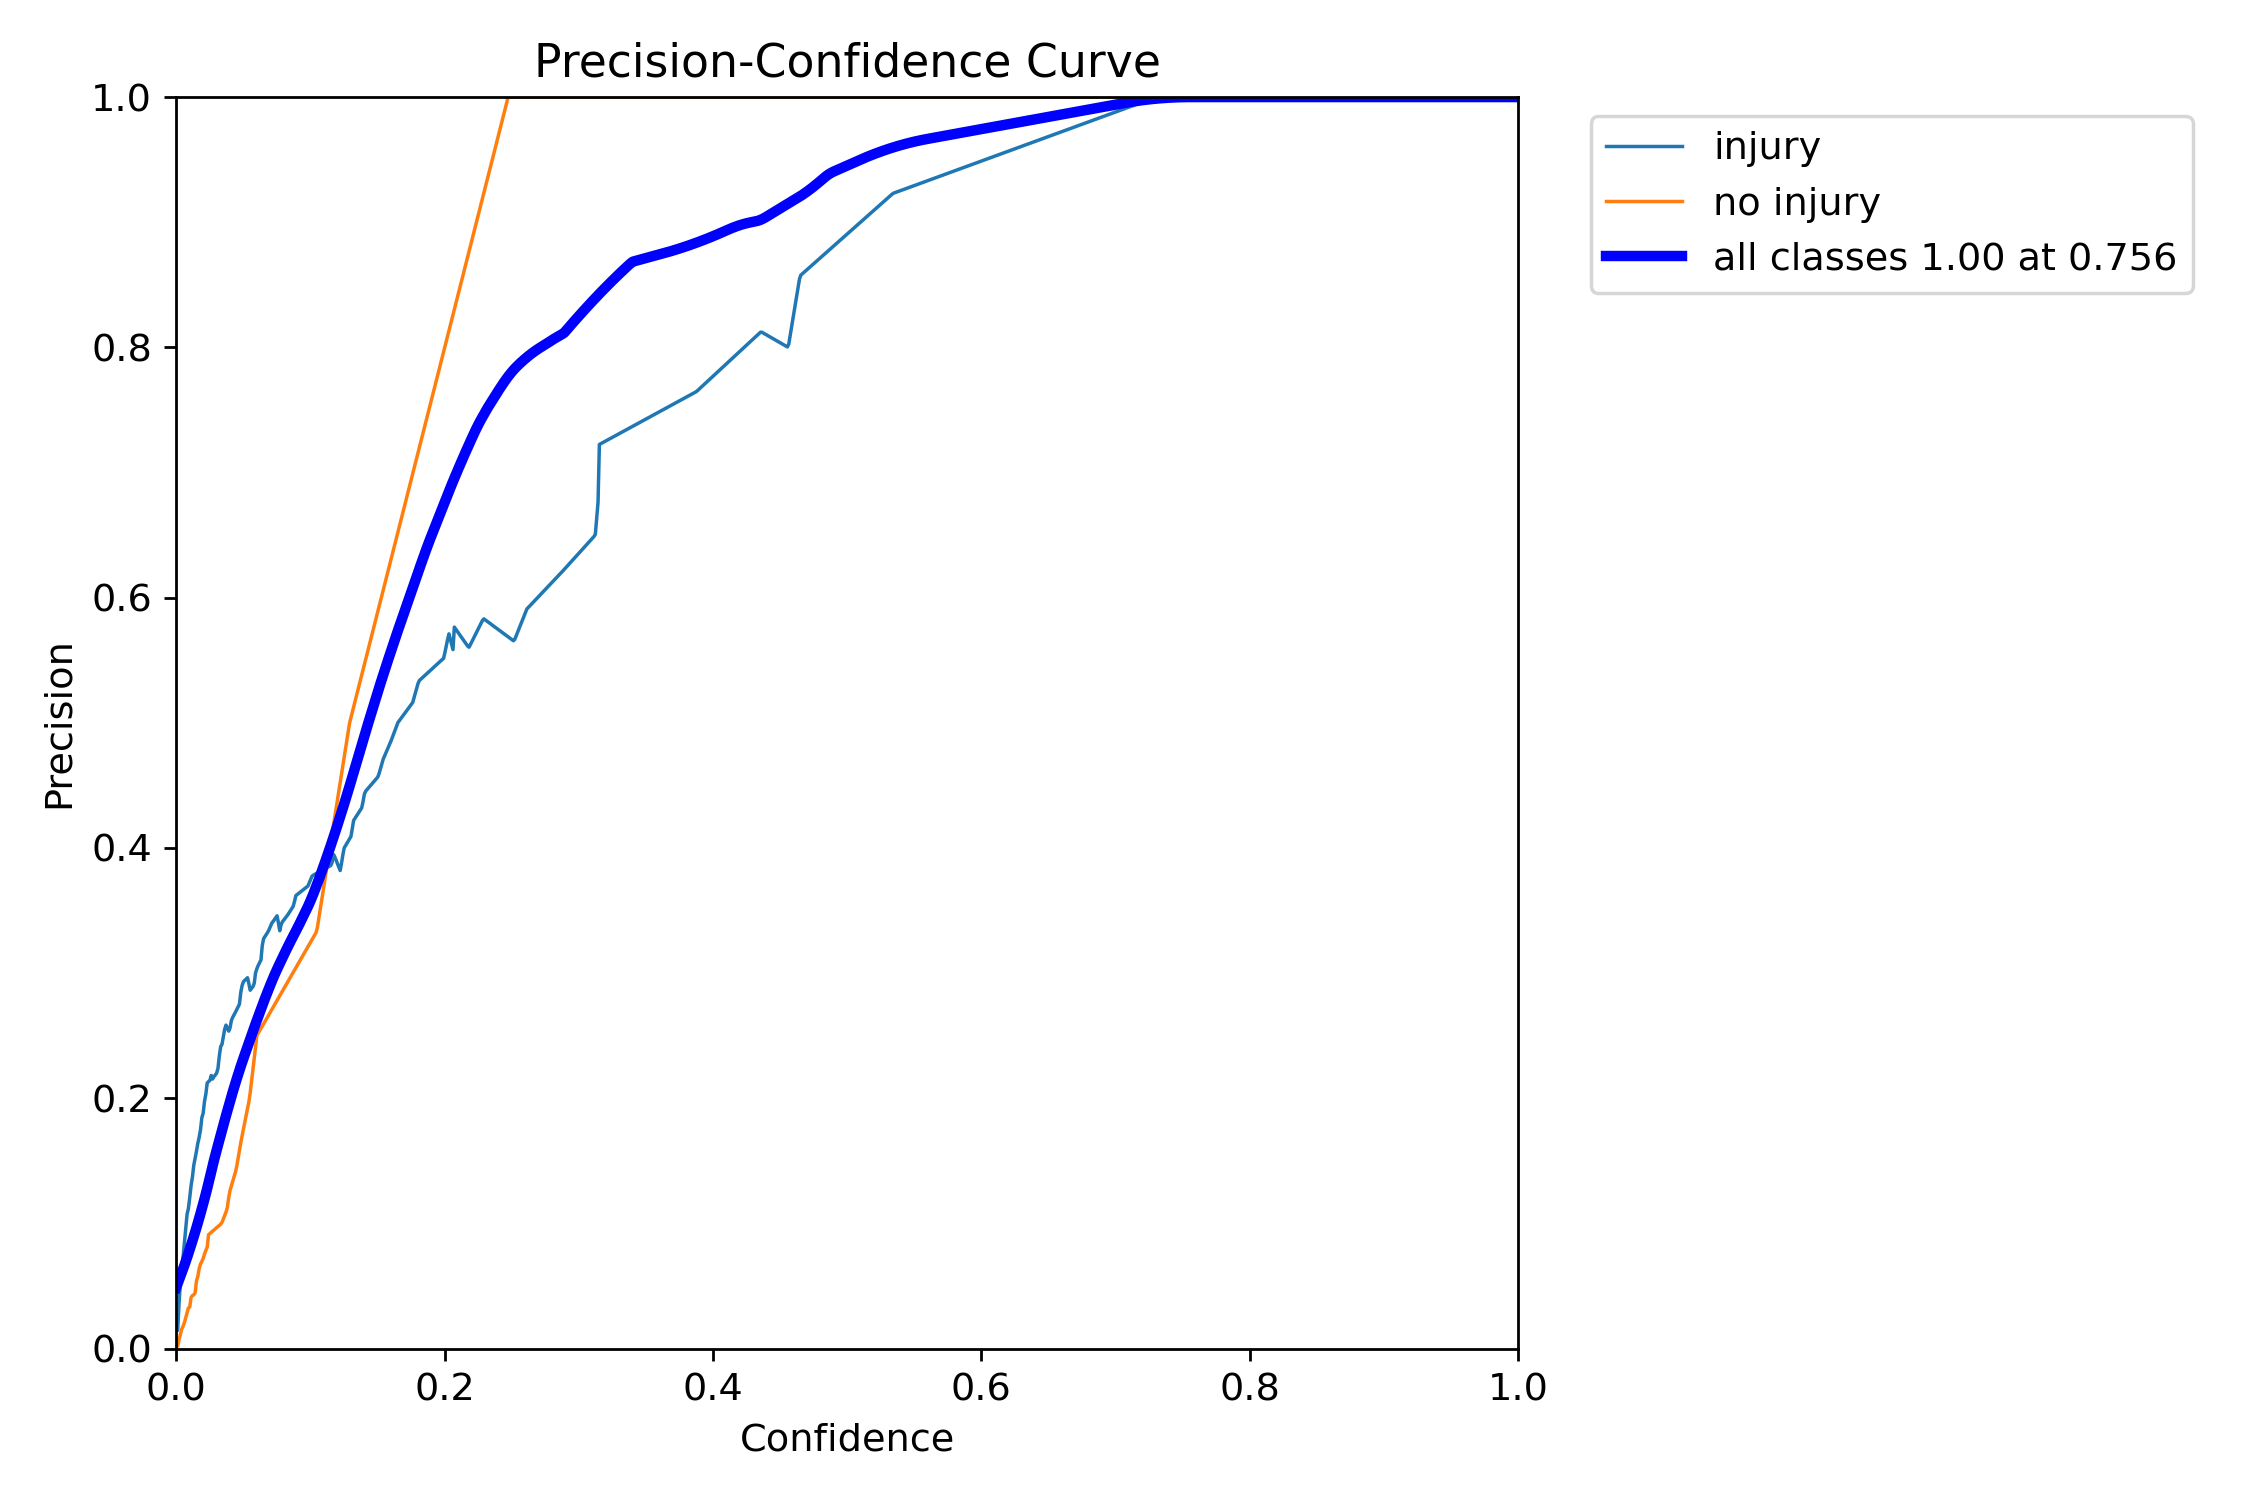 Precision-Confidence Curve
1.0
0.8
0.6
0.4
0.2
0.0
Precision
0.0 0.2 0.4 0.6 0.8 1.0
Confidence
injury
no injury
all classes 1.00 at 0.756